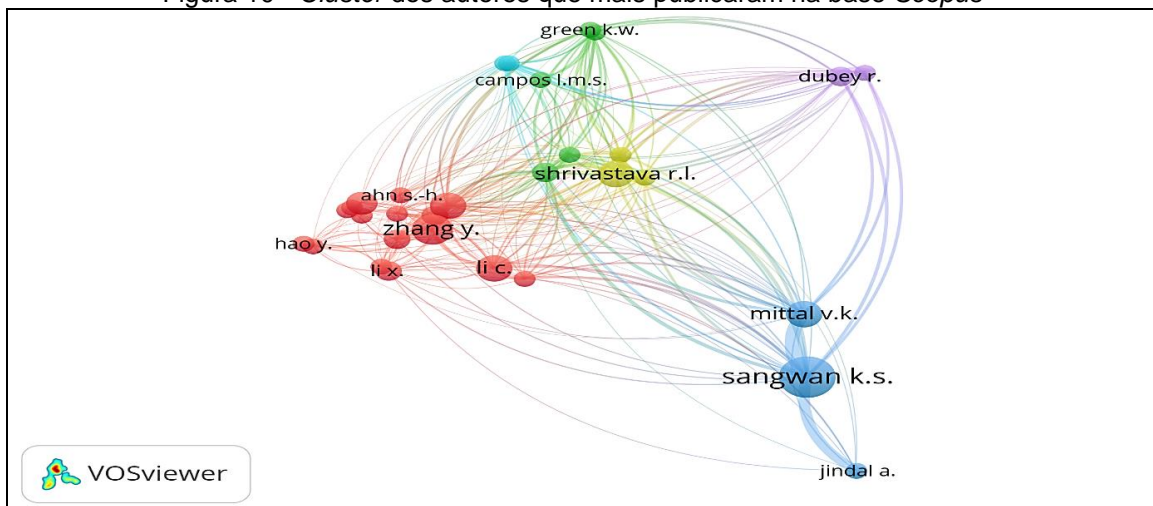 Figura 10 - Cluster dos autores que mais publicaram na base Scopus
green k.w.
campos l.m.s.
dubey r.
shrivastava r.l.
ahn s.-h.
zhang y.
hao y.
li x.
li c.
mittal v.k.
sangwan k.s.
jindal a.
VOSviewer